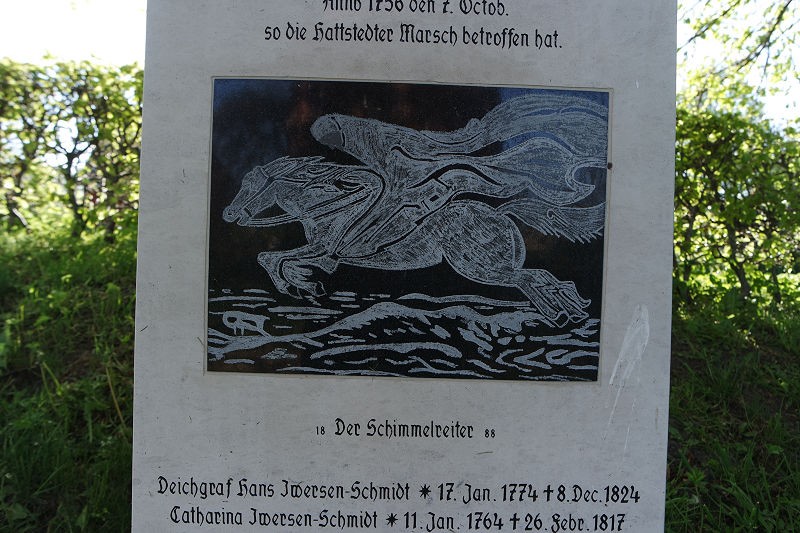 Anno 1756 den 7. Octob.
so die Hattstedter Marsch betroffen hat.
18 Der Schimmelreiter 88
Deichgraf Hans Iwersen-Schmidt ✶ 17. Jan. 1774 † 8. Dec. 1824
Catharina Iwersen-Schmidt ✶ 11. Jan. 1764 † 26. Febr. 1817